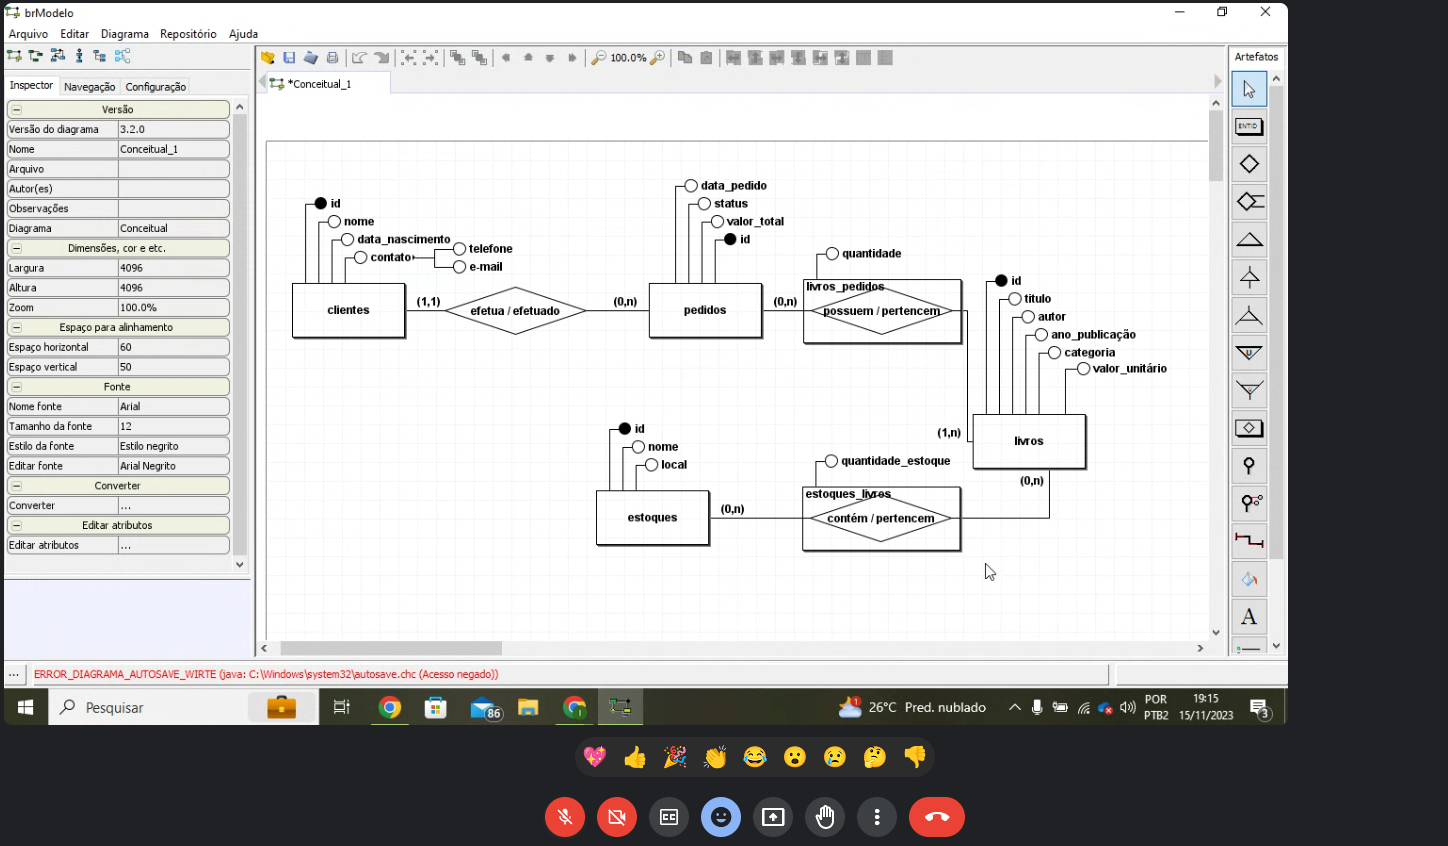 brModelo
Arquivo Editar Diagrama Repositório Ajuda
100.0%
Artefatos
Inspector Navegação Configuração
*Conceitual_1
Versão
Versão do diagrama 3.2.0
Nome Conceitual_1
Arquivo
Autor(es)
Observações
Diagrama Conceitual
Dimensões, cor e etc.
Largura 4096
Altura 4096
Zoom 100.0%
Espaço para alinhamento
Espaço horizontal 60
Espaço vertical 50
Fonte
Nome fonte Arial
Tamanho da fonte 12
Estilo da fonte Estilo negrito
Editar fonte Arial Negrito
Converter
Converter ...
Editar atributos
Editar atributos ...
id
nome
data_nascimento
contato
telefone
e-mail
clientes
(1,1)
efetua / efetuado
(0,n)
data_pedido
status
valor_total
id
pedidos
(0,n)
quantidade
livros_pedidos
possuem / pertencem
id
titulo
autor
ano_publicação
categoria
valor_unitário
(1,n)
livros
(0,n)
id
nome
local
estoques
(0,n)
quantidade_estoque
estoques_livros
contém / pertencem
ENTID
U
A
... ERROR_DIAGRAMA_AUTOSAVE_WIRTE (java: C:\Windows\system32\autosave.chc (Acesso negado))
Pesquisar
86
1
26°C Pred. nublado
POR
PTB2
19:15
15/11/2023
3